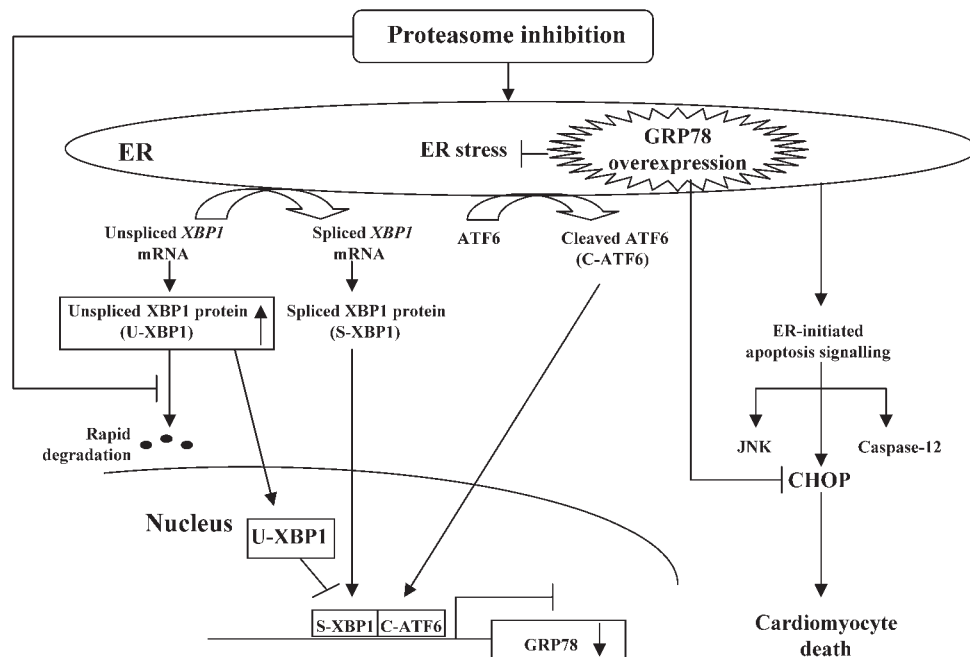 Proteasome inhibition
ER
ER stress
GRP78
overexpression
Unspliced XBP1
mRNA
Spliced XBP1
mRNA
ATF6
Cleaved ATF6
(C-ATF6)
Unspliced XBP1 protein
(U-XBP1)
Spliced XBP1 protein
(S-XBP1)
ER-initiated
apoptosis signalling
Rapid
degradation
JNK
Caspase-12
CHOP
Nucleus
U-XBP1
S-XBP1
C-ATF6
GRP78
Cardiomyocyte
death